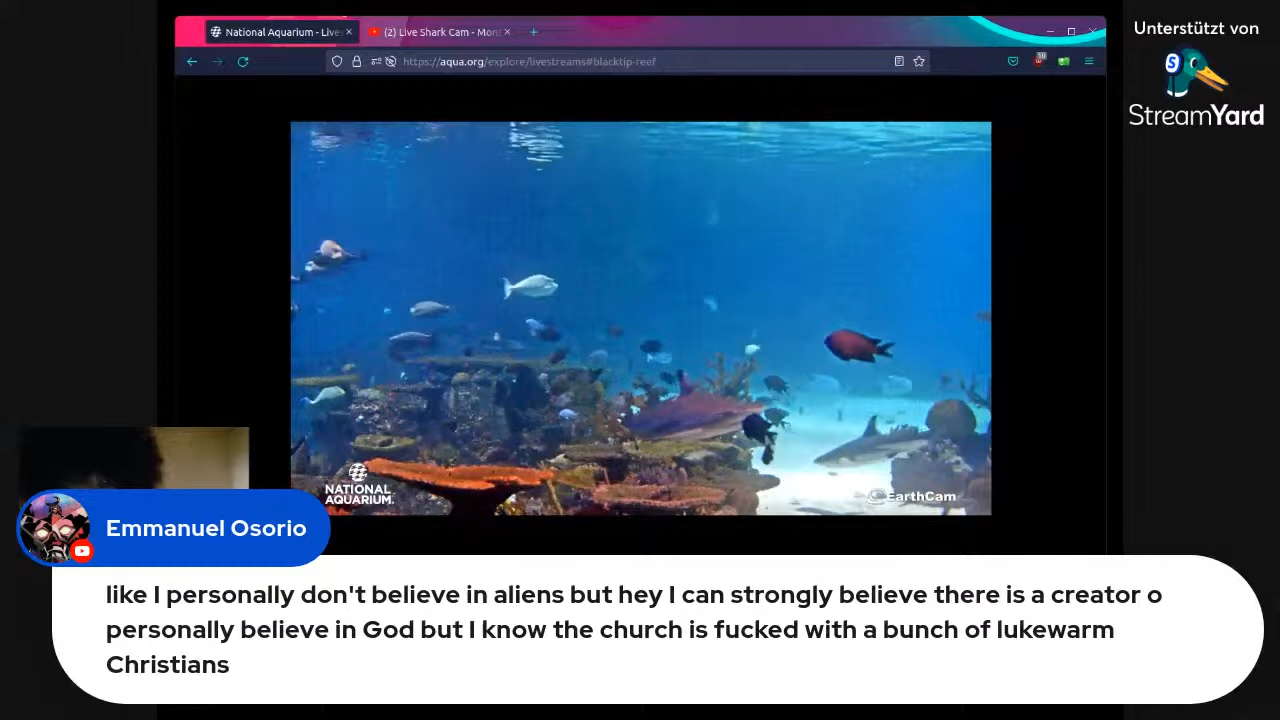 National Aquarium - Live
(2) Live Shark Cam - Mont
Unterstützt von
https://aqua.org/explore/livestreams#blacktip-reef
10
StreamYard
NATIONAL
AQUARIUM.
EarthCam
Emmanuel Osorio
like I personally don't believe in aliens but hey I can strongly believe there is a creator o
personally believe in God but I know the church is fucked with a bunch of lukewarm
Christians